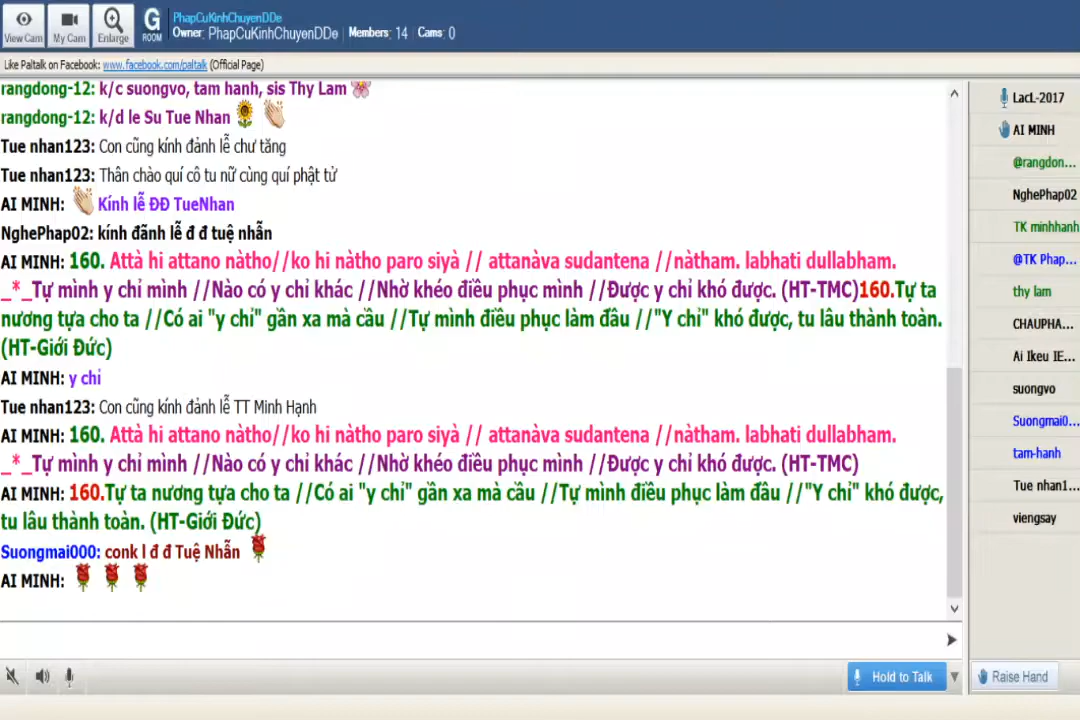 View Cam
My Cam
Enlarge
G
ROOM
PhapCuKinhChuyenDDe
Owner: PhapCuKinhChuyenDDe Members: 14 Cams: 0
Like Paltalk on Facebook: www.facebook.com/paltalk (Official Page)
rangdong-12: k/c suongvo, tam hanh, sis Thy Lam
rangdong-12: k/d le Su Tue Nhan
Tue nhan123: Con cũng kính đảnh lễ chư tăng
Tue nhan123: Thân chào quí cô tu nữ cùng quí phật tử
AI MINH: Kính lễ ĐĐ TueNhan
NghePhap02: kính đãnh lễ đ đ tuệ nhẫn
AI MINH: 160. Attà hi attano nàtho//ko hi nàtho paro siyà // attanàva sudantena //nàtham. labhati dullabham.
_*_Tự mình y chỉ mình //Nào có y chỉ khác //Nhờ khéo điều phục mình //Được y chỉ khó được. (HT-TMC)160.Tự ta
nương tựa cho ta //Có ai "y chỉ" gần xa mà cầu //Tự mình điều phục làm đầu //"Y chỉ" khó được, tu lâu thành toàn.
(HT-Giới Đức)
AI MINH: y chỉ
Tue nhan123: Con cũng kính đảnh lễ TT Minh Hạnh
AI MINH: 160. Attà hi attano nàtho//ko hi nàtho paro siyà // attanàva sudantena //nàtham. labhati dullabham.
_*_Tự mình y chỉ mình //Nào có y chỉ khác //Nhờ khéo điều phục mình //Được y chỉ khó được. (HT-TMC)
AI MINH: 160.Tự ta nương tựa cho ta //Có ai "y chỉ" gần xa mà cầu //Tự mình điều phục làm đầu //"Y chỉ" khó được,
tu lâu thành toàn. (HT-Giới Đức)
Suongmai000: conk l đ đ Tuệ Nhẫn
AI MINH:
Hold to Talk
LacL-2017
AI MINH
@rangdon...
NghePhap02
TK minhhanh
@TK Phap...
thy lam
CHAUPHA...
Ai lkeu IE...
suongvo
Suongmai0...
tam-hanh
Tue nhan1...
viengsay
Raise Hand